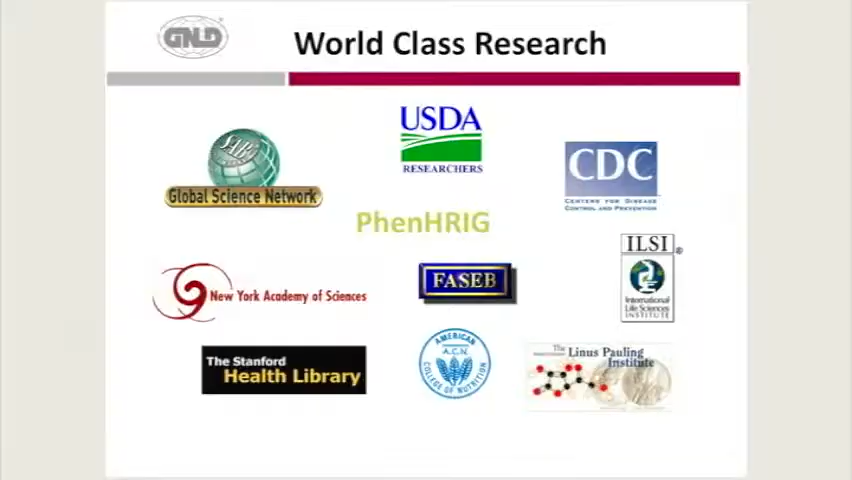 GNLD
World Class Research
SAB
Global Science Network
USDA
RESEARCHERS
CDC
CENTERS FOR DISEASE
CONTROL AND PREVENTION
PhenHRIG
ILSI®
International
Life Sciences
INSTITUTE
New York Academy of Sciences
FASEB
The Stanford
Health Library
AMERICAN
A.C.N.
COLLEGE OF NUTRITION
The Linus Pauling
Institute